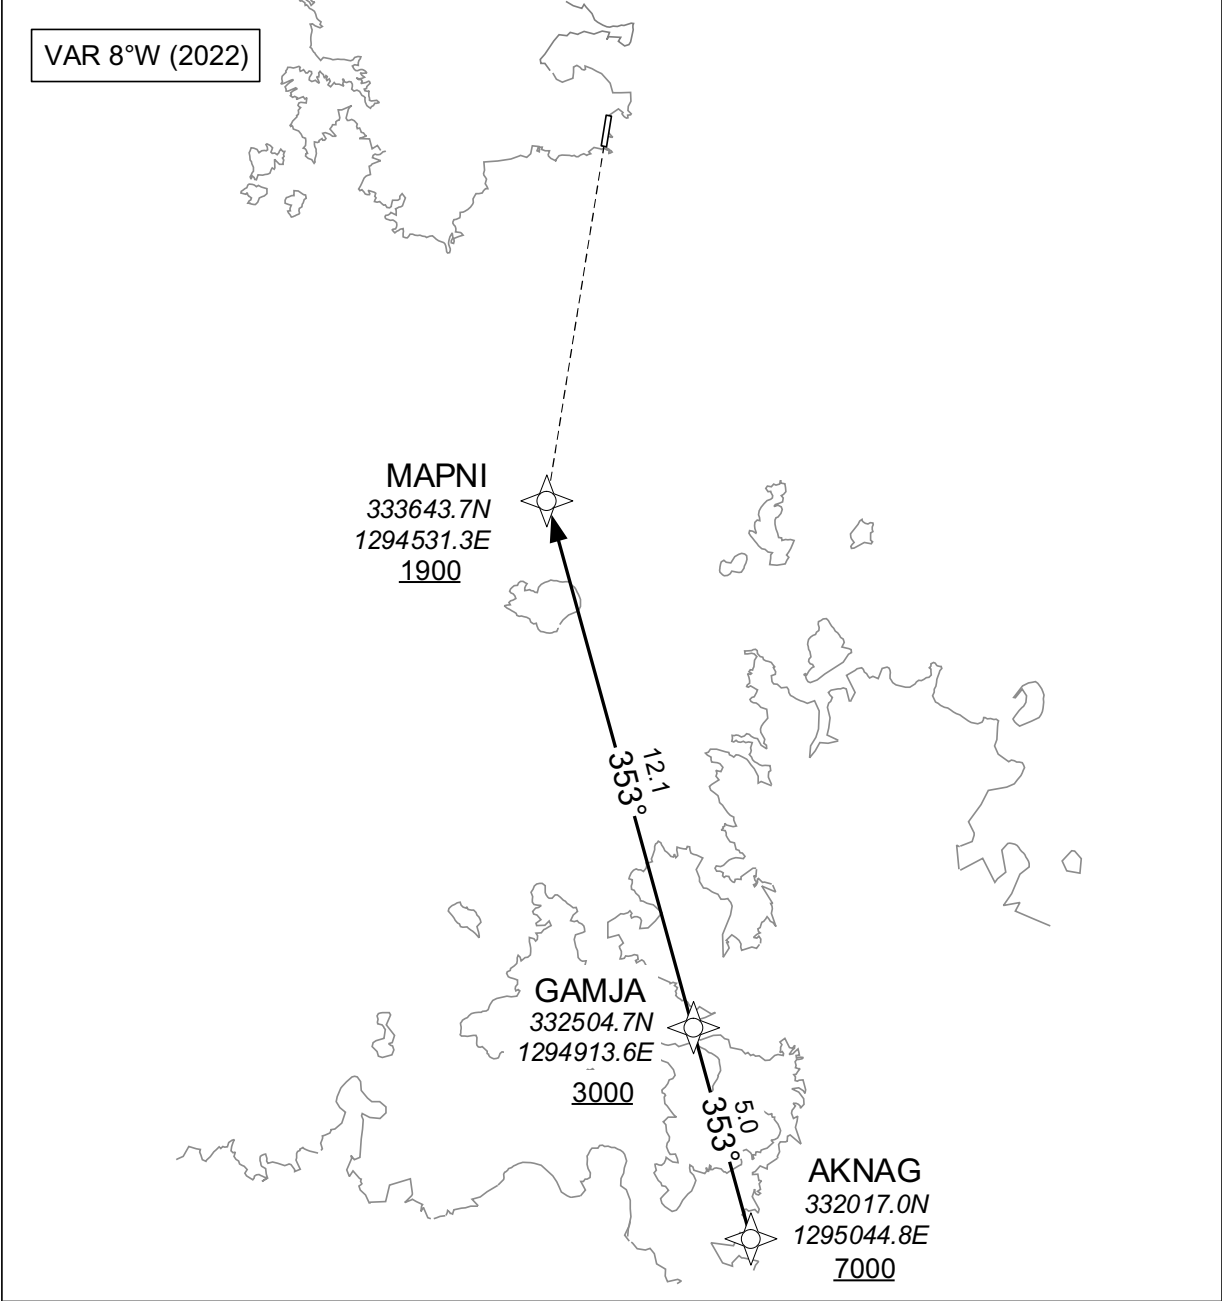 VAR 8°W (2022)
MAPNI
333643.7N
1294531.3E
1900
12.1
353°
GAMJA
332504.7N
1294913.6E
3000
5.0
353°
AKNAG
332017.0N
1295044.8E
7000